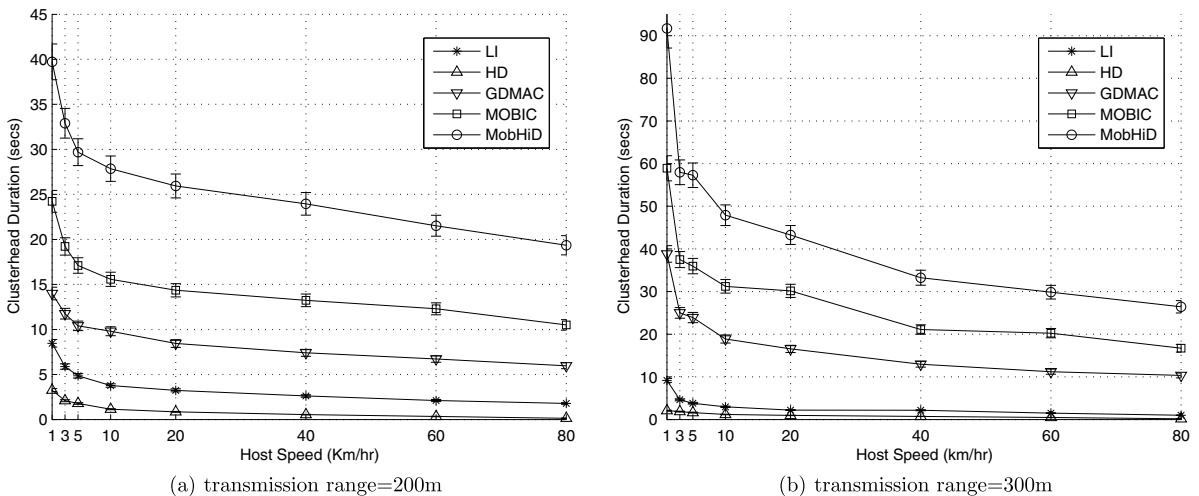 45
40
35
30
25
20
15
10
5
0
Clusterhead Duration (secs)
LI
HD
GDMAC
MOBIC
MobHiD
1 3 5 10 20 40 60 80
Host Speed (Km/hr)
(a) transmission range=200m
90
80
70
60
50
40
30
20
10
0
Clusterhead Duration (secs)
LI
HD
GDMAC
MOBIC
MobHiD
1 3 5 10 20 40 60 80
Host Speed (km/hr)
(b) transmission range=300m